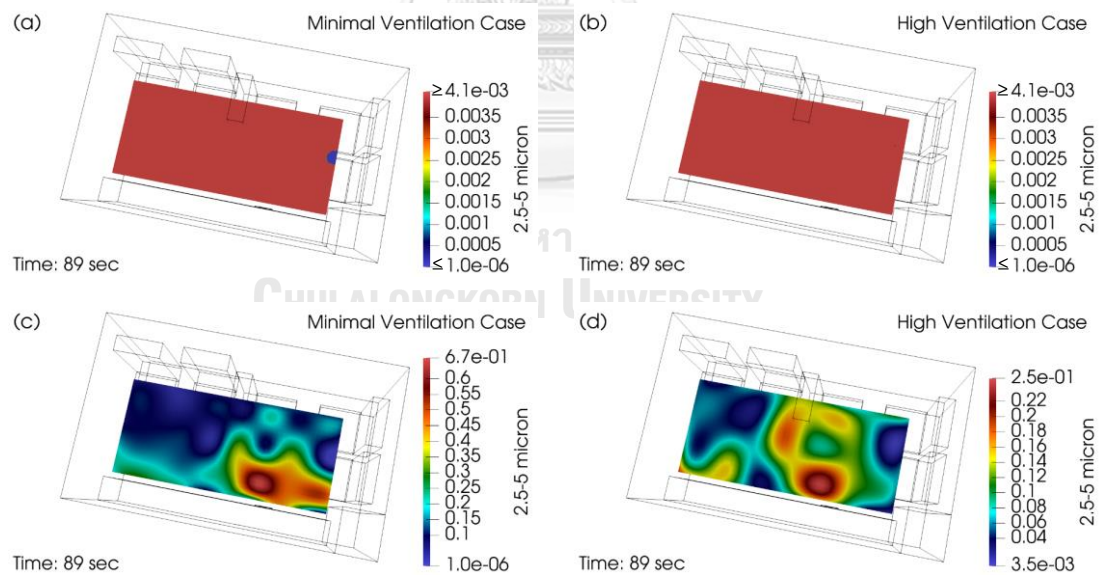 (a) Minimal Ventilation Case
≥ 4.1e-03
0.0035
0.003
0.0025
0.002
0.0015
0.001
0.0005
≤ 1.0e-06
2.5-5 micron
Time: 89 sec
(b) High Ventilation Case
≥ 4.1e-03
0.0035
0.003
0.0025
0.002
0.0015
0.001
0.0005
≤ 1.0e-06
2.5-5 micron
Time: 89 sec
CHULALONGKORN UNIVERSITY
(c) Minimal Ventilation Case
6.7e-01
0.6
0.55
0.5
0.45
0.4
0.35
0.3
0.25
0.2
0.15
0.1
1.0e-06
2.5-5 micron
Time: 89 sec
(d) High Ventilation Case
2.5e-01
0.22
0.2
0.18
0.16
0.14
0.12
0.1
0.08
0.06
0.04
3.5e-03
2.5-5 micron
Time: 89 sec